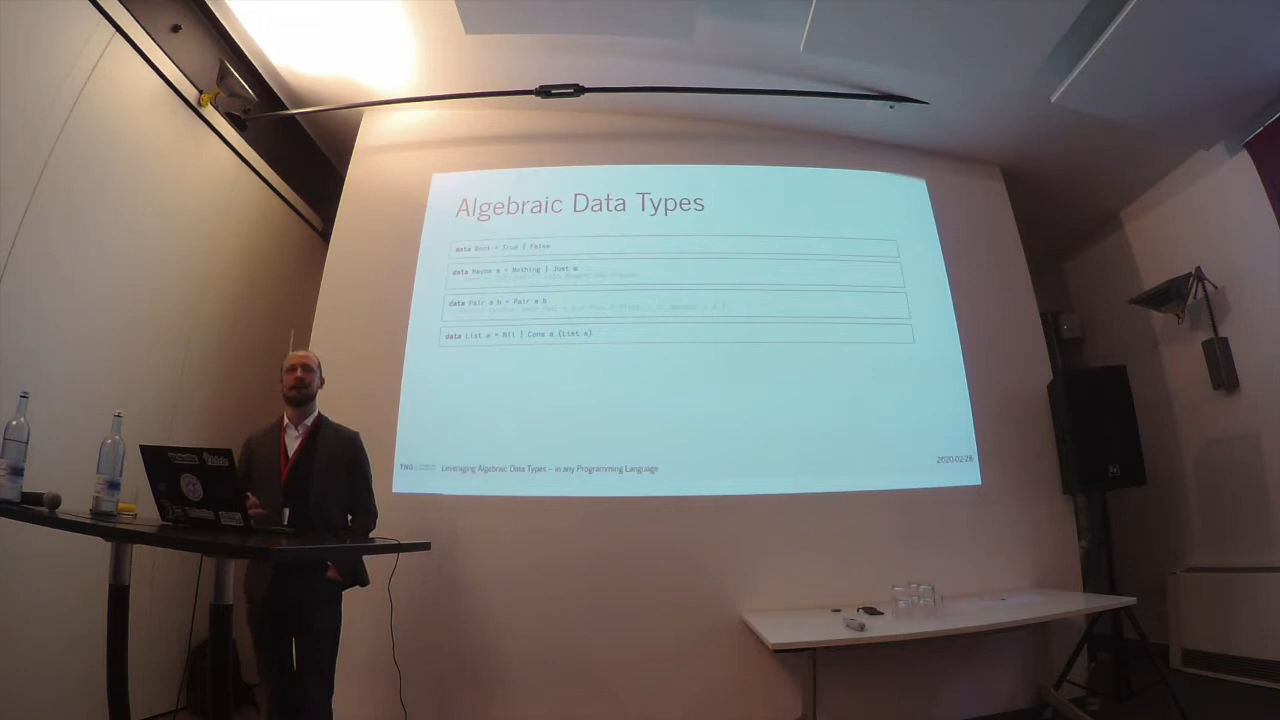 Algebraic Data Types
data Bool = True | False
data Maybe a = Nothing | Just a
data Pair a b = Pair a b
data List a = Nil | Cons a (List a)
TNG
Leveraging Algebraic Data Types – in any Programming Language
2020-02-28